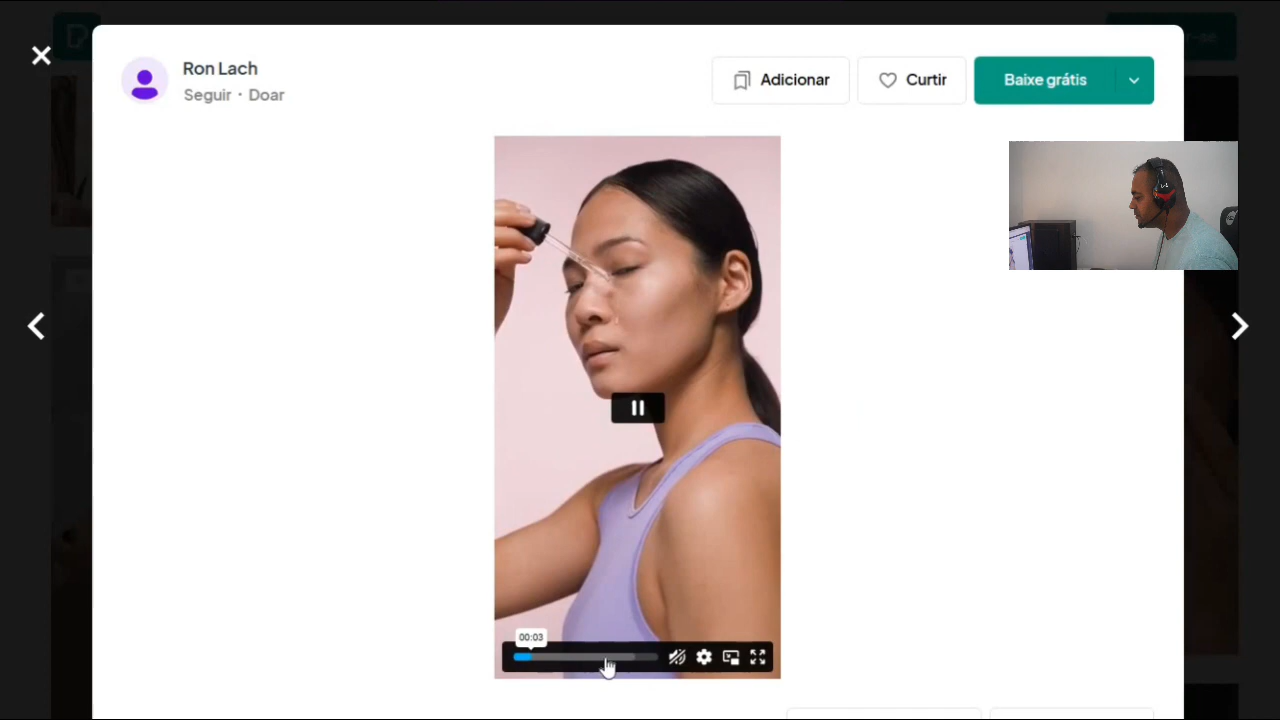 Ron Lach
Seguir · Doar
Adicionar
Curtir
Baixe grátis
00:03